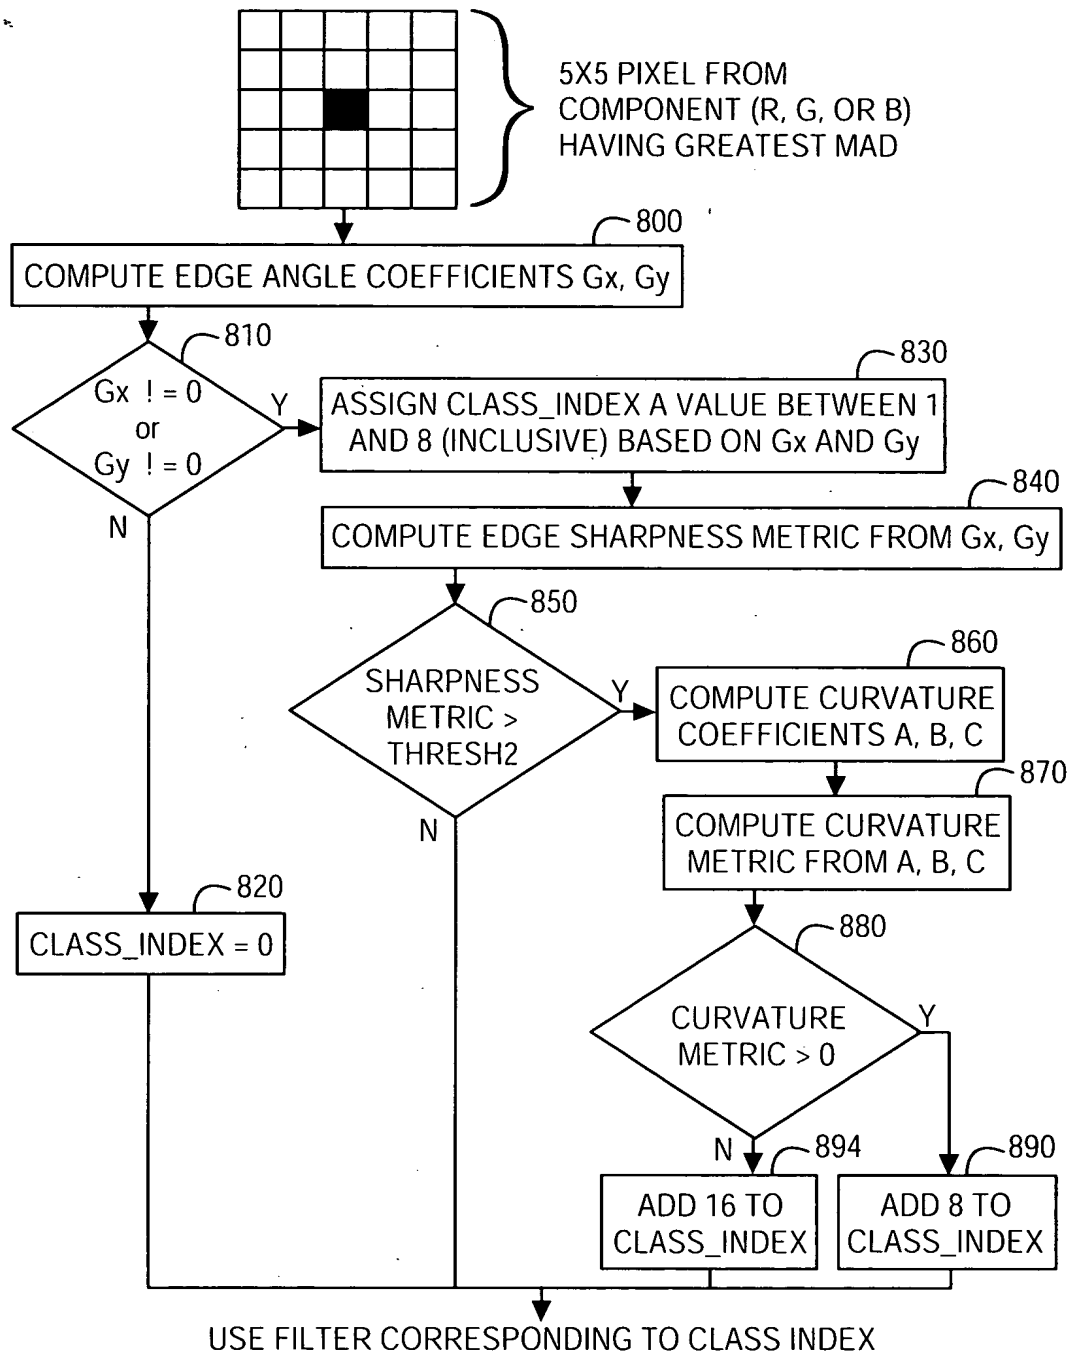 5X5 PIXEL FROM
COMPONENT (R, G, OR B)
HAVING GREATEST MAD
800
COMPUTE EDGE ANGLE COEFFICIENTS Gx, Gy
810
Gx ! = 0
or
Gy ! = 0
Y
N
830
ASSIGN CLASS_INDEX A VALUE BETWEEN 1
AND 8 (INCLUSIVE) BASED ON Gx AND Gy
840
COMPUTE EDGE SHARPNESS METRIC FROM Gx, Gy
850
SHARPNESS
METRIC >
THRESH2
Y
N
860
COMPUTE CURVATURE
COEFFICIENTS A, B, C
870
COMPUTE CURVATURE
METRIC FROM A, B, C
820
CLASS_INDEX = 0
880
CURVATURE
METRIC > 0
Y
N
894
ADD 16 TO
CLASS_INDEX
890
ADD 8 TO
CLASS_INDEX
USE FILTER CORRESPONDING TO CLASS INDEX